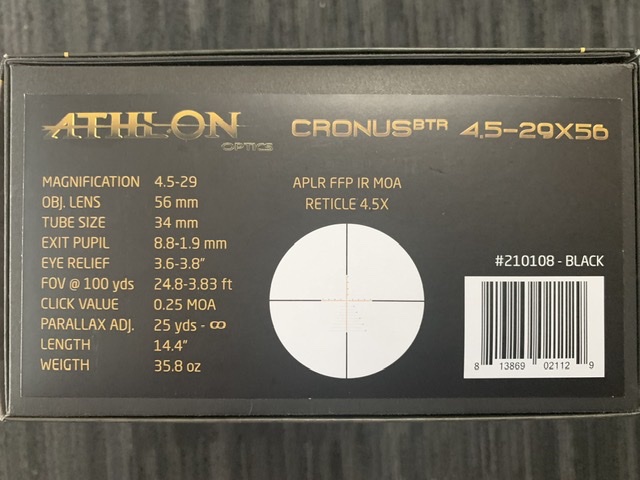 ATHLON
OPTICS
CRONUS BTR 4.5-29X56
MAGNIFICATION 4.5-29
OBJ. LENS 56 mm
TUBE SIZE 34 mm
EXIT PUPIL 8.8-1.9 mm
EYE RELIEF 3.6-3.8"
FOV @ 100 yds 24.8-3.83 ft
CLICK VALUE 0.25 MOA
PARALLAX ADJ. 25 yds - ∞
LENGTH 14.4"
WEIGTH 35.8 oz
APLR FFP IR MOA
RETICLE 4.5X
#210108 - BLACK
8 13869 02112 9